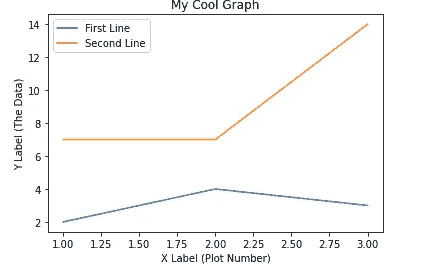 My Cool Graph
First Line
Second Line
Y Label (The Data)
14
12
10
8
6
4
2
1.00 1.25 1.50 1.75 2.00 2.25 2.50 2.75 3.00
X Label (Plot Number)